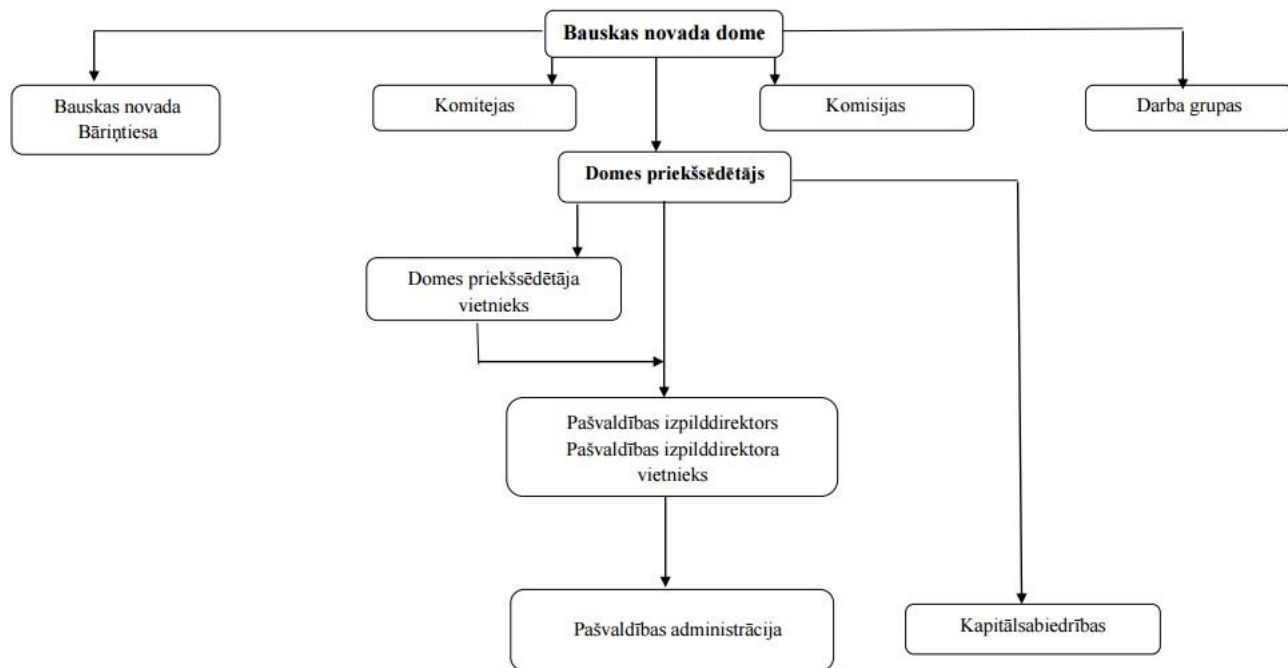 Bauskas novada dome
Bauskas novada
Bāriņtiesa
Komitejas
Komisijas
Darba grupas
Domes priekšsēdētājs
Domes priekšsēdētāja
vietnieks
Pašvaldības izpilddirektors
Pašvaldības izpilddirektora
vietnieks
Pašvaldības administrācija
Kapitālsabiedrības